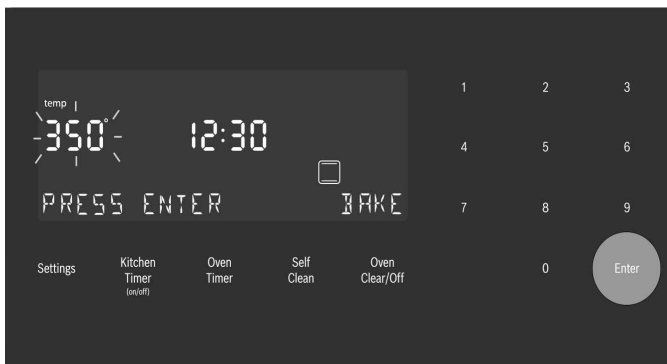 temp
350° 12:30
PRESS ENTER BAKE
1 2 3
4 5 6
7 8 9
0 Enter
Settings
Kitchen
Timer
(on/off)
Oven
Timer
Self
Clean
Oven
Clear/Off